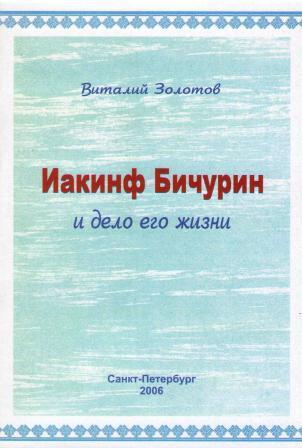 Виталий Золотов
Иакинф Бичурин
и дело его жизни
Санкт-Петербург
2006